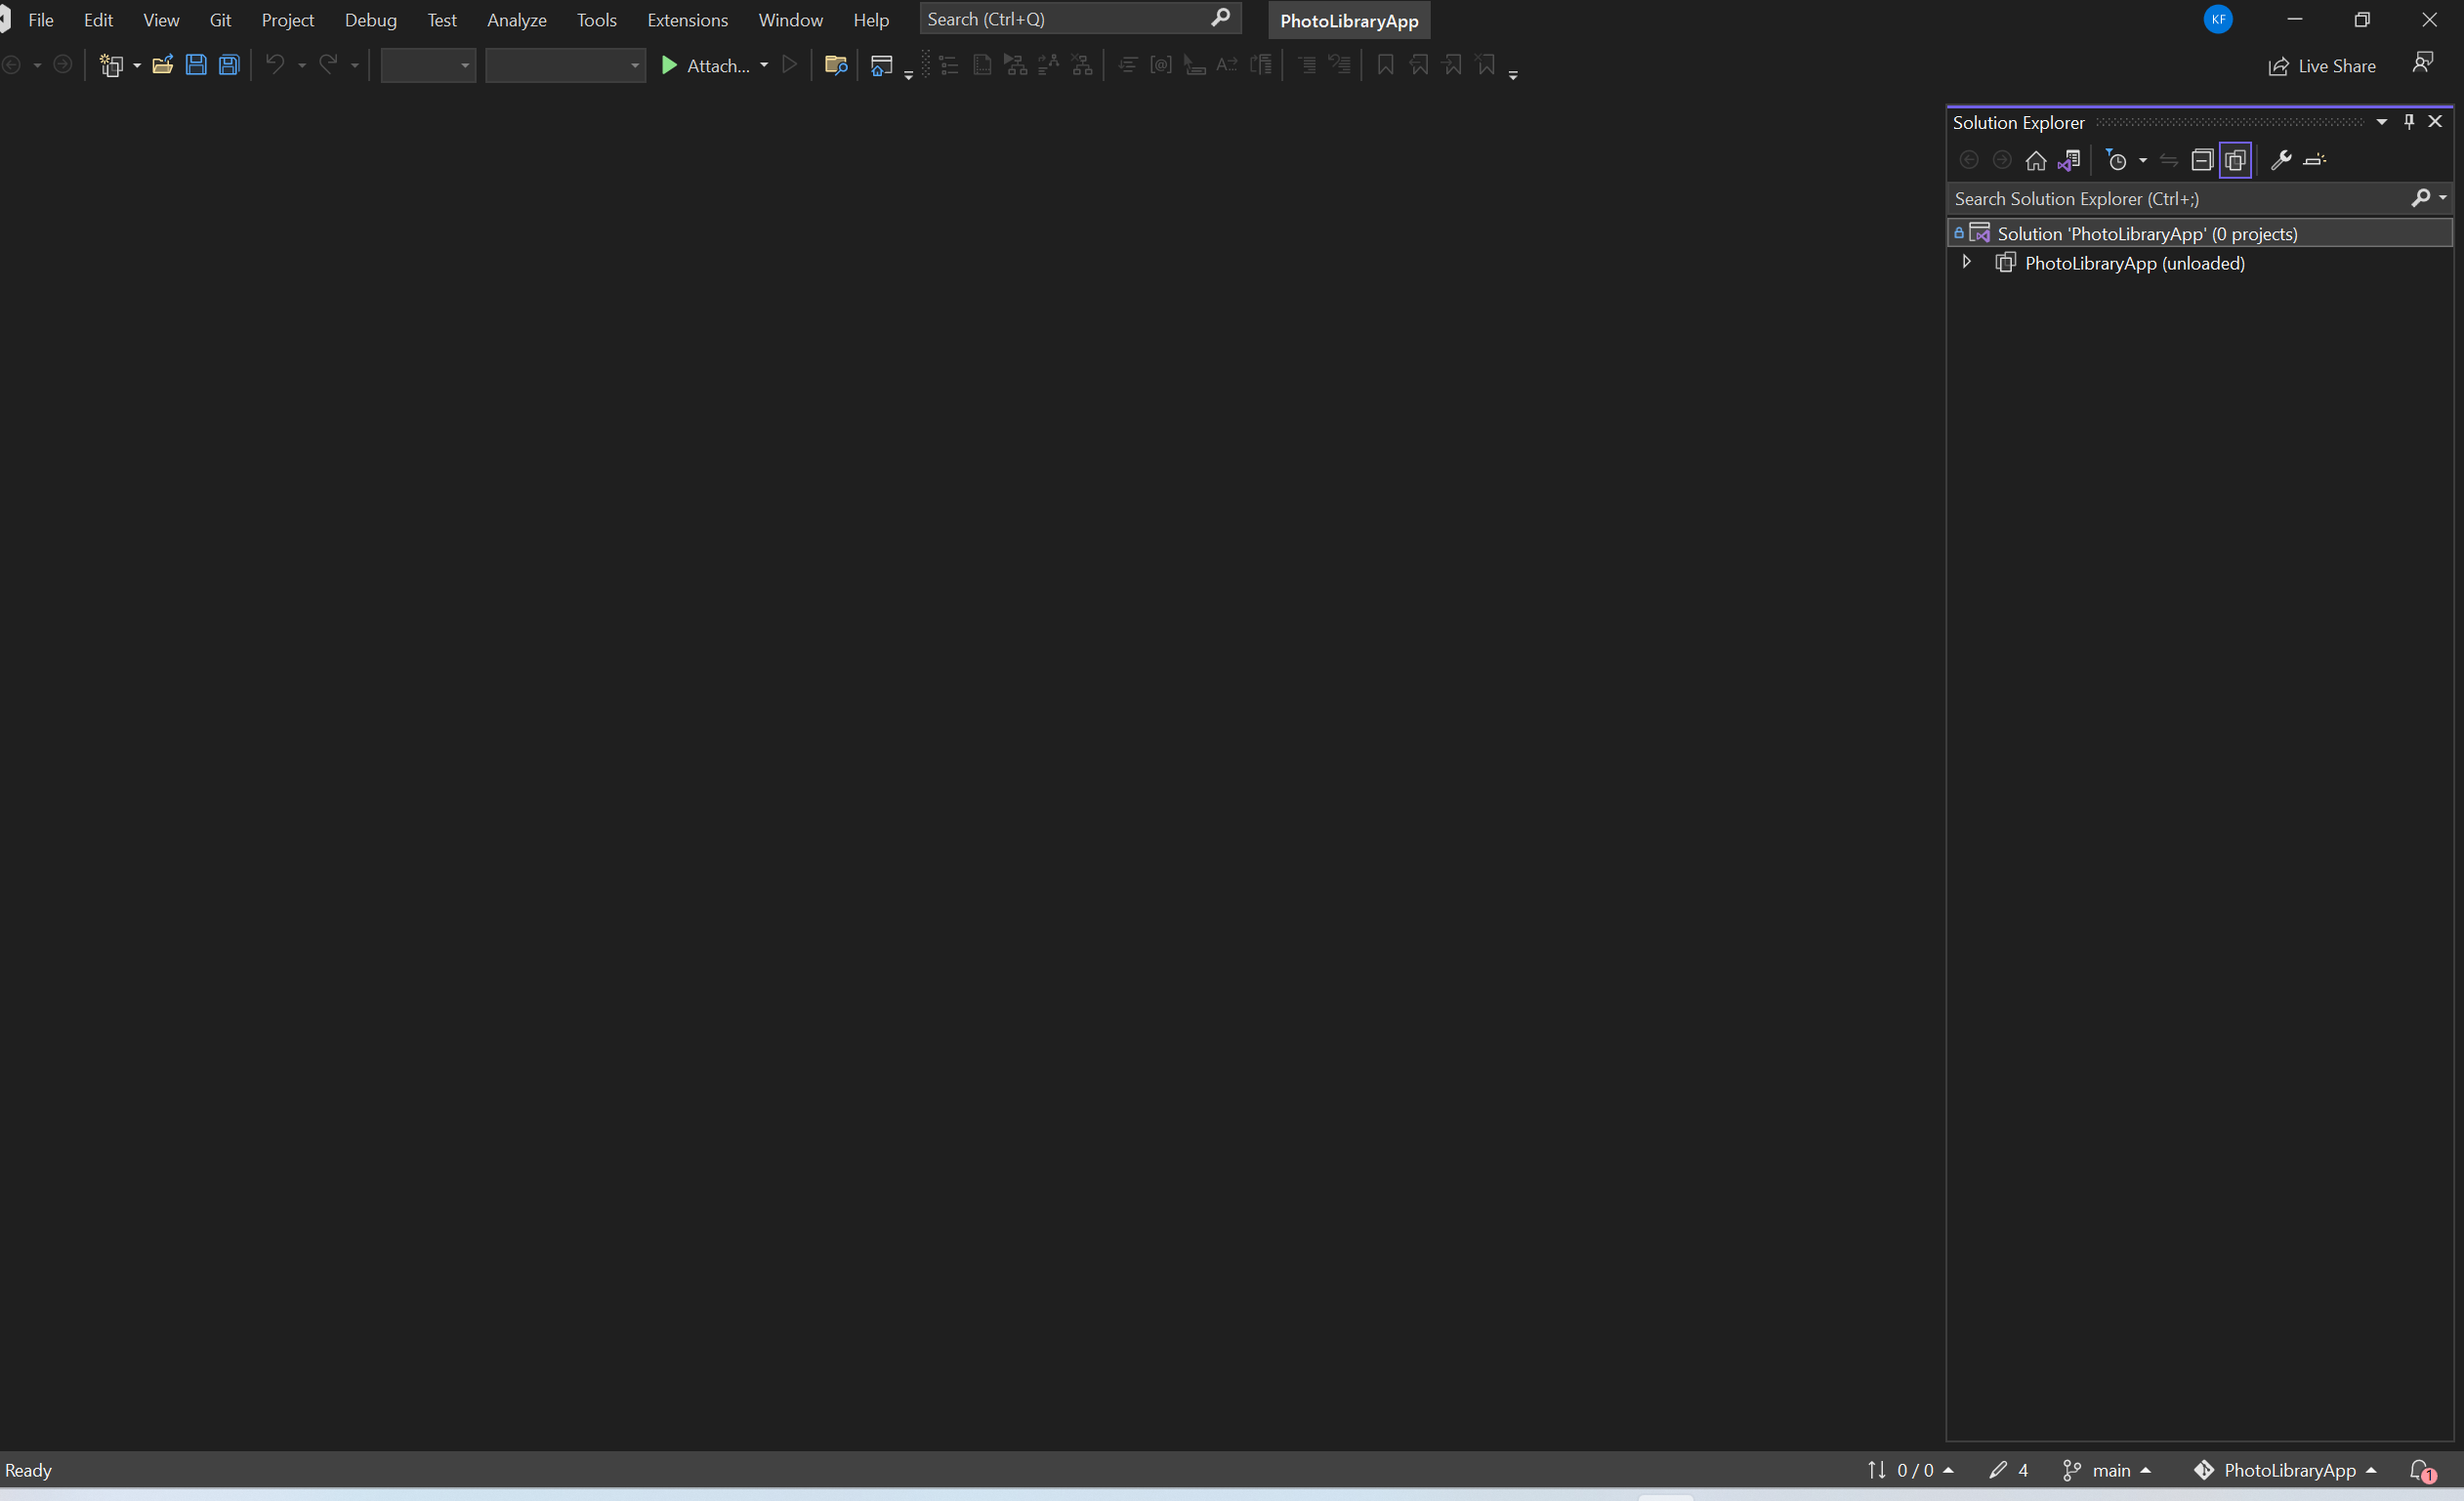 File Edit View Git Project Debug Test Analyze Tools Extensions Window Help Search (Ctrl+Q) PhotoLibraryApp KF
Attach... Live Share
Solution Explorer
Search Solution Explorer (Ctrl+;)
Solution 'PhotoLibraryApp' (0 projects)
PhotoLibraryApp (unloaded)
Ready 0 / 0 4 main PhotoLibraryApp 1